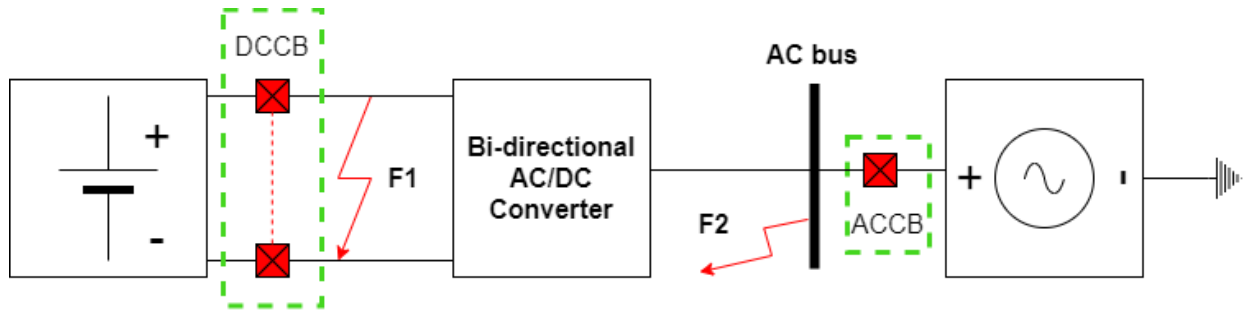 DCCB
AC bus
+
-
F1
Bi-directional
AC/DC
Converter
F2
ACCB
+
-